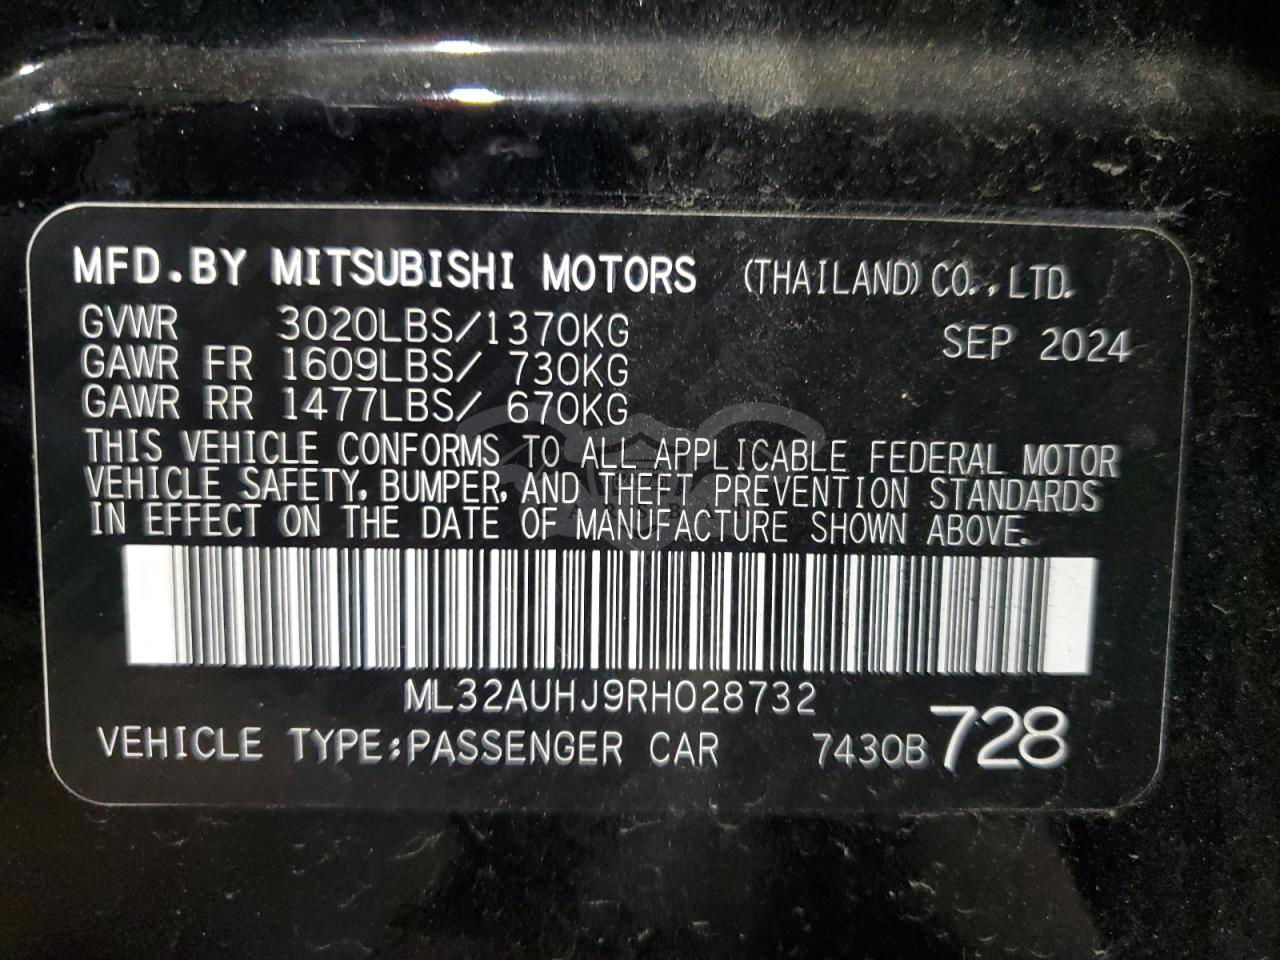 MFD.BY MITSUBISHI MOTORS (THAILAND) CO.,LTD.
GVWR 3020LBS/1370KG SEP 2024
GAWR FR 1609LBS/ 730KG
GAWR RR 1477LBS/ 670KG
THIS VEHICLE CONFORMS TO ALL APPLICABLE FEDERAL MOTOR
VEHICLE SAFETY, BUMPER, AND THEFT PREVENTION STANDARDS
IN EFFECT ON THE DATE OF MANUFACTURE SHOWN ABOVE.
ML32AUHJ9RH028732
VEHICLE TYPE:PASSENGER CAR 7430B 728